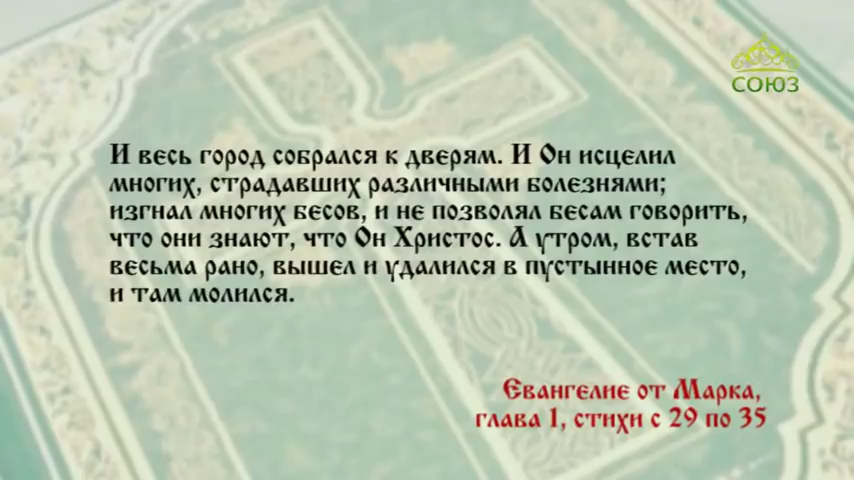 СОЮЗ
И весь город собрался к дверям. И Он исцелил
многих, страдавших различными болезнями;
изгнал многих бесов, и не позволял бесам говорить,
что они знают, что Он Христос. А утром, встав
весьма рано, вышел и удалился в пустынное место,
и там молился.
Евангелие от Марка,
глава 1, стихи с 29 по 35